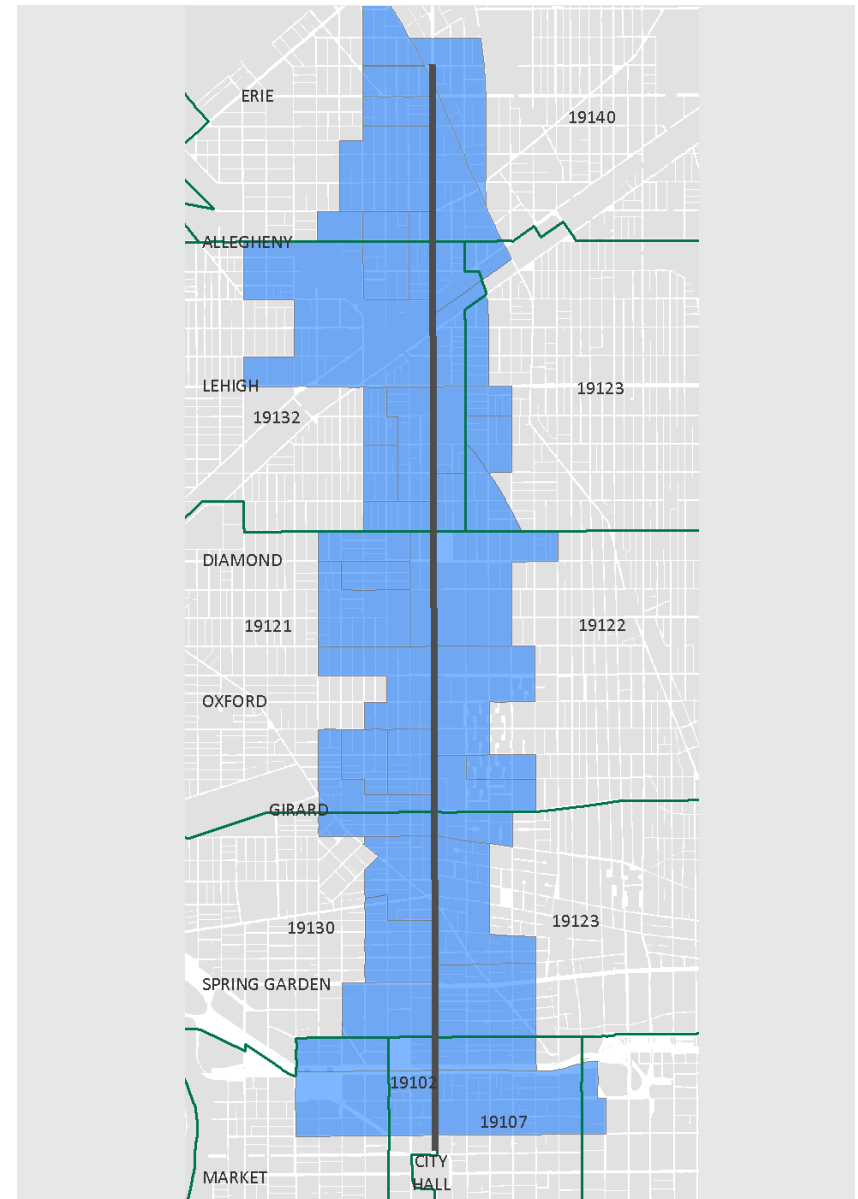 ERIE
19140
ALLEGHENY
LEHIGH
19123
19132
DIAMOND
19121
19122
OXFORD
GIRARD
19130
19123
SPRING GARDEN
19102
19107
CITY
HALL
MARKET